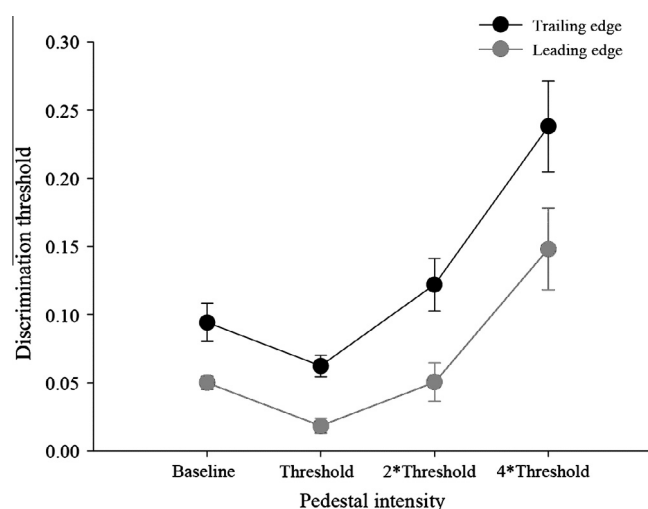 Trailing edge
Leading edge
0.30
0.25
0.20
0.15
0.10
0.05
0.00
Discrimination threshold
Baseline Threshold 2*Threshold 4*Threshold
Pedestal intensity